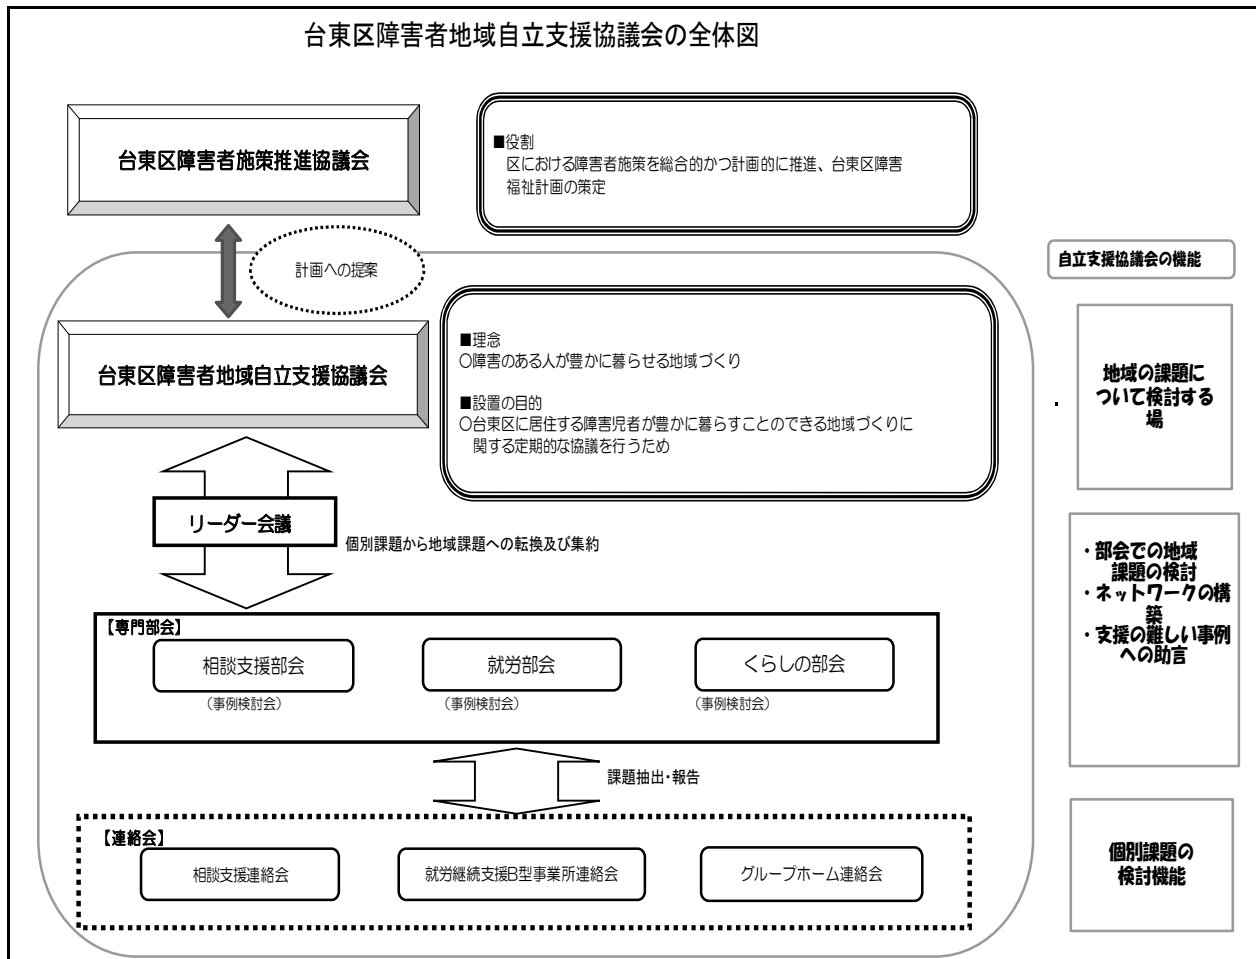 台東区障害者地域自立支援協議会の全体図
台東区障害者施策推進協議会
■役割
区における障害者施策を総合的かつ計画的に推進、台東区障害
福祉計画の策定
計画への提案
自立支援協議会の機能
台東区障害者地域自立支援協議会
■理念
○障害のある人が豊かに暮らせる地域づくり
■設置の目的
○台東区に居住する障害児者が豊かに暮らすことのできる地域づくりに
関する定期的な協議を行うため
地域の課題に
ついて検討する
場
リーダー会議
個別課題から地域課題への転換及び集約
・部会での地域
課題の検討
・ネットワークの構
築
・支援の難しい事例
への助言
【専門部会】
相談支援部会
就労部会
くらしの部会
（事例検討会）
（事例検討会）
（事例検討会）
課題抽出・報告
【連絡会】
相談支援連絡会
就労継続支援B型事業所連絡会
グループホーム連絡会
個別課題の
検討機能